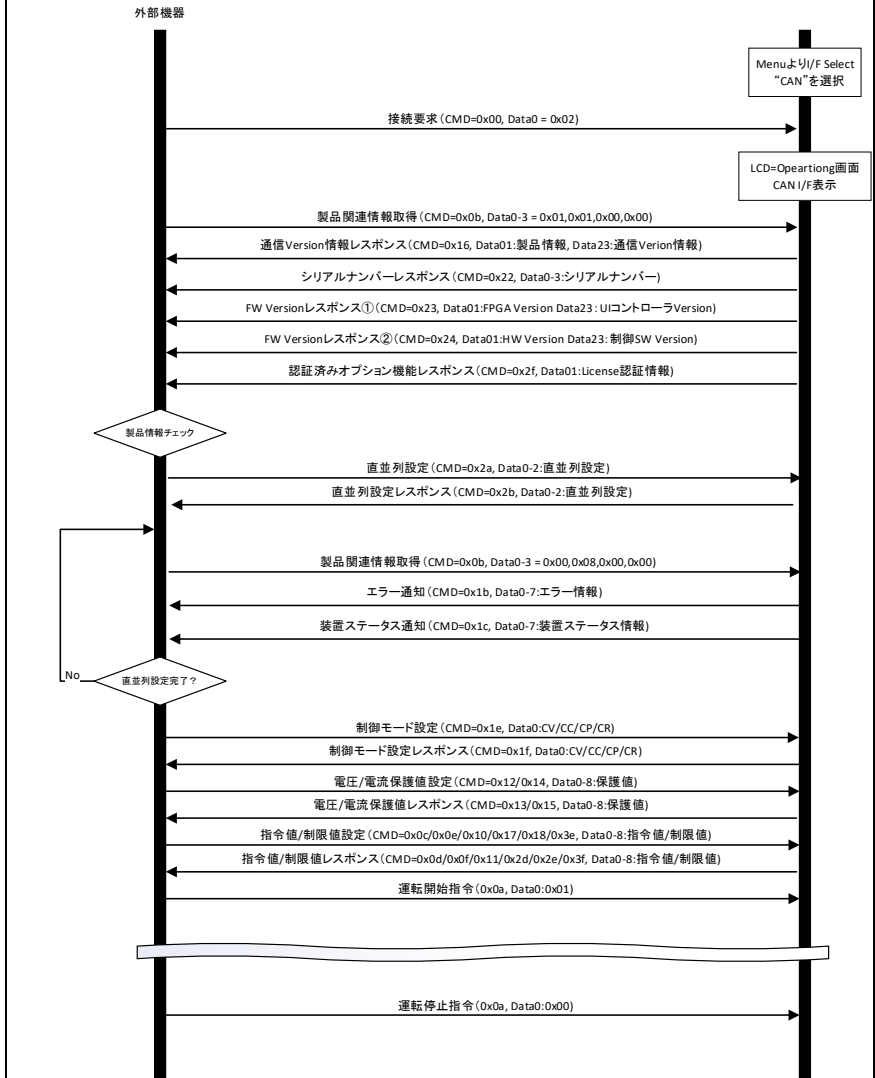 外部機器
MenuよりI/F Select
“CAN”を選択
接続要求(CMD=0x00, Data0 = 0x02)
LCD=Opeartiong画面
CAN I/F表示
製品関連情報取得(CMD=0x0b, Data0-3 = 0x01,0x01,0x00,0x00)
通信Version情報レスポンス(CMD=0x16, Data01:製品情報, Data23:通信Verion情報)
シリアルナンバーレスポンス(CMD=0x22, Data0-3:シリアルナンバー)
FW Versionレスポンス①(CMD=0x23, Data01:FPGA Version Data23: UIコントローラVersion)
FW Versionレスポンス②(CMD=0x24, Data01:HW Version Data23: 制御SW Version)
認証済みオプション機能レスポンス(CMD=0x2f, Data01:License認証情報)
製品情報チェック
直並列設定(CMD=0x2a, Data0-2:直並列設定)
直並列設定レスポンス(CMD=0x2b, Data0-2:直並列設定)
製品関連情報取得(CMD=0x0b, Data0-3 = 0x00,0x08,0x00,0x00)
エラー通知(CMD=0x1b, Data0-7:エラー情報)
装置ステータス通知(CMD=0x1c, Data0-7:装置ステータス情報)
No
直並列設定完了?
制御モード設定(CMD=0x1e, Data0:CV/CC/CP/CR)
制御モード設定レスポンス(CMD=0x1f, Data0:CV/CC/CP/CR)
電圧/電流保護値設定(CMD=0x12/0x14, Data0-8:保護値)
電圧/電流保護値レスポンス(CMD=0x13/0x15, Data0-8:保護値)
指令値/制限値設定(CMD=0x0c/0x0e/0x10/0x17/0x18/0x3e, Data0-8:指令値/制限値)
指令値/制限値レスポンス(CMD=0x0d/0x0f/0x11/0x2d/0x2e/0x3f, Data0-8:指令値/制限値)
運転開始指令(0x0a, Data0:0x01)
運転停止指令(0x0a, Data0:0x00)